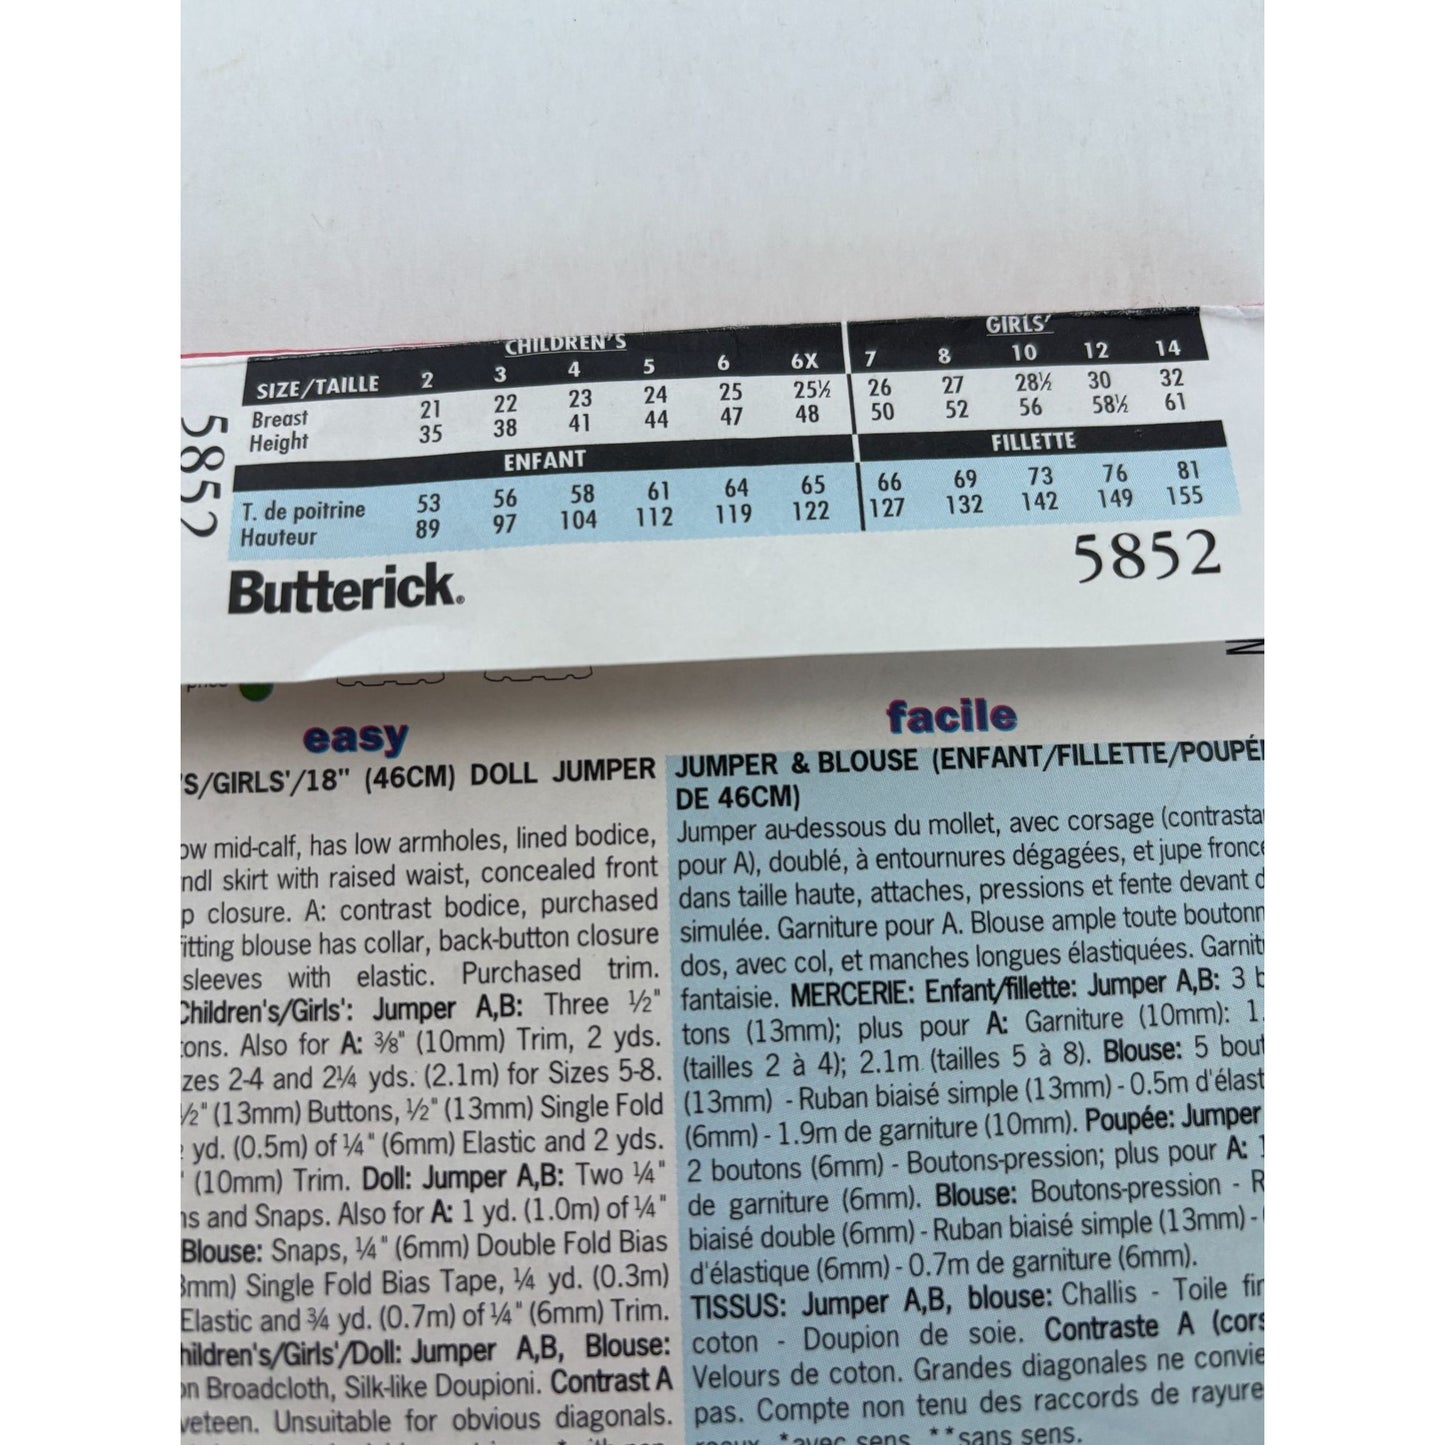 CHILDREN'S GIRLS'
SIZE/TAILLE 2 3 4 5 6 6X 7 8 10 12 14
Breast 21 22 23 24 25 25½ 26 27 28½ 30 32
Height 35 38 41 44 47 48 50 52 56 58½ 61
ENFANT FILLETTE
T. de poitrine 53 56 58 61 64 65 66 69 73 76 81
Hauteur 89 97 104 112 119 122 127 132 142 149 155
5852
Butterick® 5852
easy
'S/GIRLS'/18" (46CM) DOLL JUMPER
ow mid-calf, has low armholes, lined bodice,
ndl skirt with raised waist, concealed front
p closure. A: contrast bodice, purchased
itting blouse has collar, back-button closure
sleeves with elastic. Purchased trim.
Children's/Girls': Jumper A,B: Three ½"
ons. Also for A: ⅜" (10mm) Trim, 2 yds.
zes 2-4 and 2¼ yds. (2.1m) for Sizes 5-8.
½" (13mm) Buttons, ½" (13mm) Single Fold
yd. (0.5m) of ¼" (6mm) Elastic and 2 yds.
" (10mm) Trim. Doll: Jumper A,B: Two ¼"
ns and Snaps. Also for A: 1 yd. (1.0m) of ¼"
Blouse: Snaps, ¼" (6mm) Double Fold Bias
3mm) Single Fold Bias Tape, ¼ yd. (0.3m)
Elastic and ¾ yd. (0.7m) of ¼" (6mm) Trim.
hildren's/Girls'/Doll: Jumper A,B, Blouse:
on Broadcloth, Silk-like Doupioni. Contrast A
veteen. Unsuitable for obvious diagonals.
facile
JUMPER & BLOUSE (ENFANT/FILLETTE/POUPÉ
DE 46CM)
Jumper au-dessous du mollet, avec corsage (contrasta
pour A), doublé, à entournures dégagées, et jupe fronc
dans taille haute, attaches, pressions et fente devant d
simulée. Garniture pour A. Blouse ample toute boutonn
dos, avec col, et manches longues élastiquées. Garnit
fantaisie. MERCERIE: Enfant/fillette: Jumper A,B: 3 b
tons (13mm); plus pour A: Garniture (10mm): 1.
(tailles 2 à 4); 2.1m (tailles 5 à 8). Blouse: 5 bout
(13mm) - Ruban biaisé simple (13mm) - 0.5m d'élast
(6mm) - 1.9m de garniture (10mm). Poupée: Jumper
2 boutons (6mm) - Boutons-pression; plus pour A: 1
de garniture (6mm). Blouse: Boutons-pression - R
biaisé double (6mm) - Ruban biaisé simple (13mm) -
d'élastique (6mm) - 0.7m de garniture (6mm).
TISSUS: Jumper A,B, blouse: Challis - Toile fin
coton - Doupion de soie. Contraste A (cors
Velours de coton. Grandes diagonales ne convie
pas. Compte non tenu des raccords de rayure
*avec sens **sans sens.